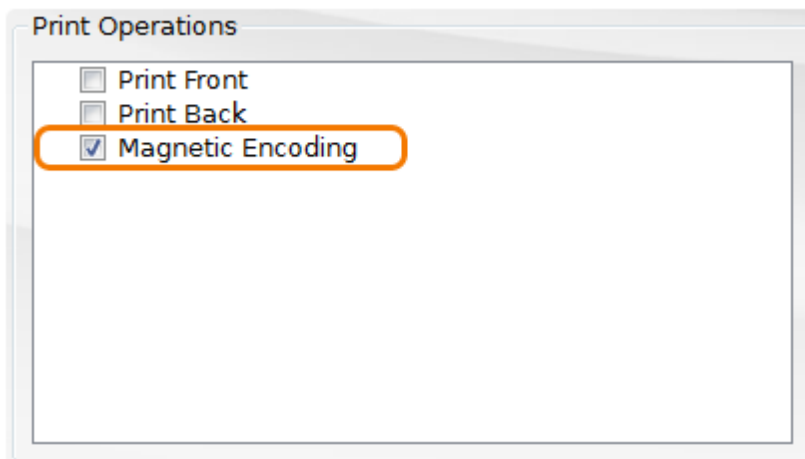 Print Operations
Print Front
Print Back
Magnetic Encoding